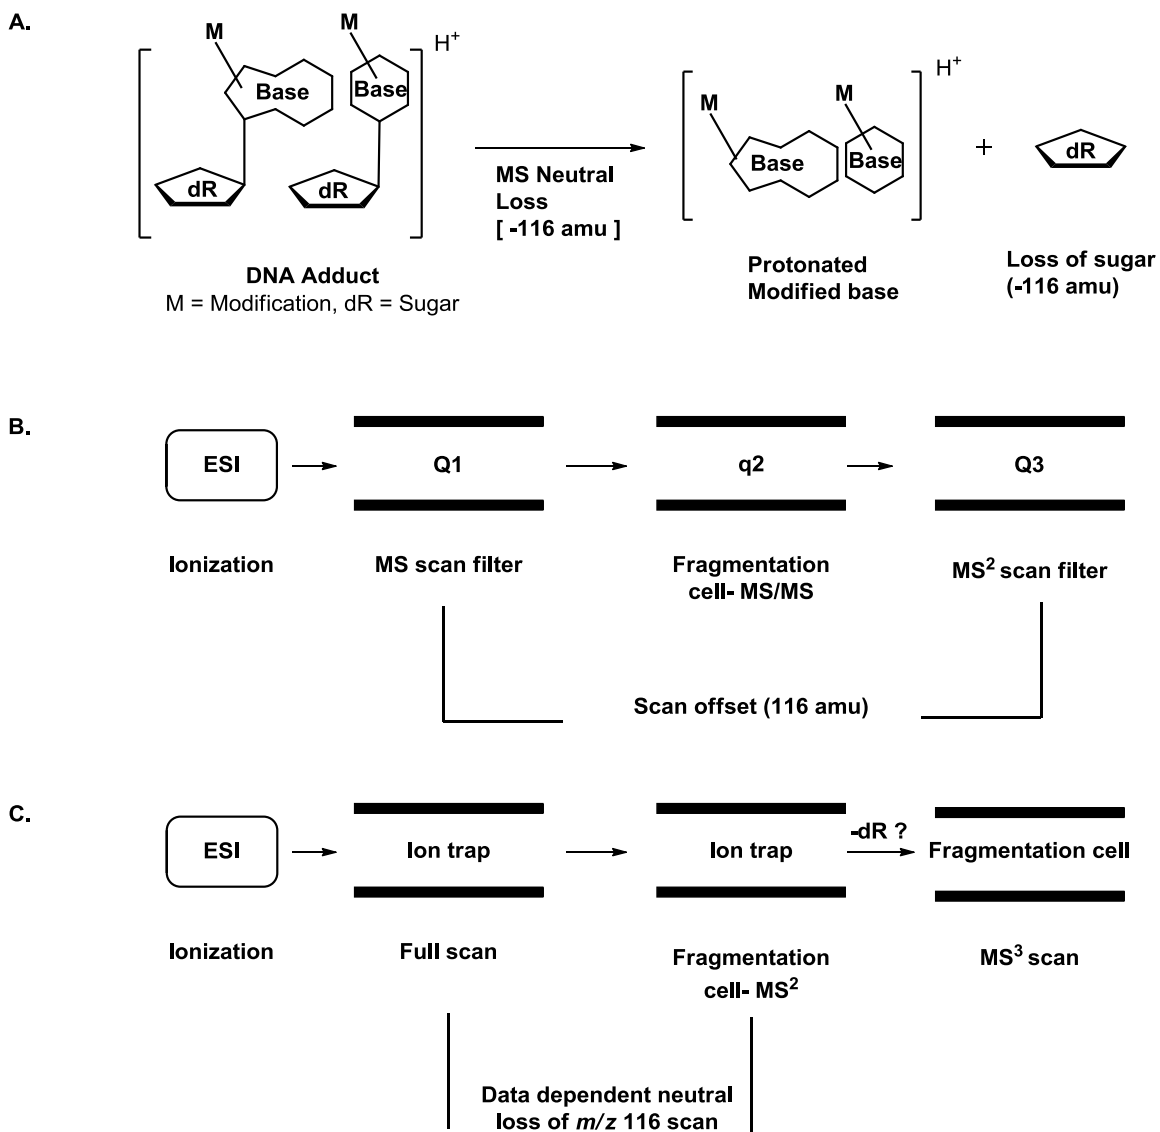 A.
M
M
H+
Base
Base
dR
dR
MS Neutral
Loss
[ -116 amu ]
M
M
H+
Base
Base
+
dR
DNA Adduct
M = Modification, dR = Sugar
Protonated
Modified base
Loss of sugar
(-116 amu)
B.
ESI
Q1
q2
Q3
Ionization
MS scan filter
Fragmentation
cell- MS/MS
MS² scan filter
Scan offset (116 amu)
C.
ESI
Ion trap
Ion trap
-dR ?
Fragmentation cell
Ionization
Full scan
Fragmentation
cell- MS²
MS³ scan
Data dependent neutral
loss of m/z 116 scan